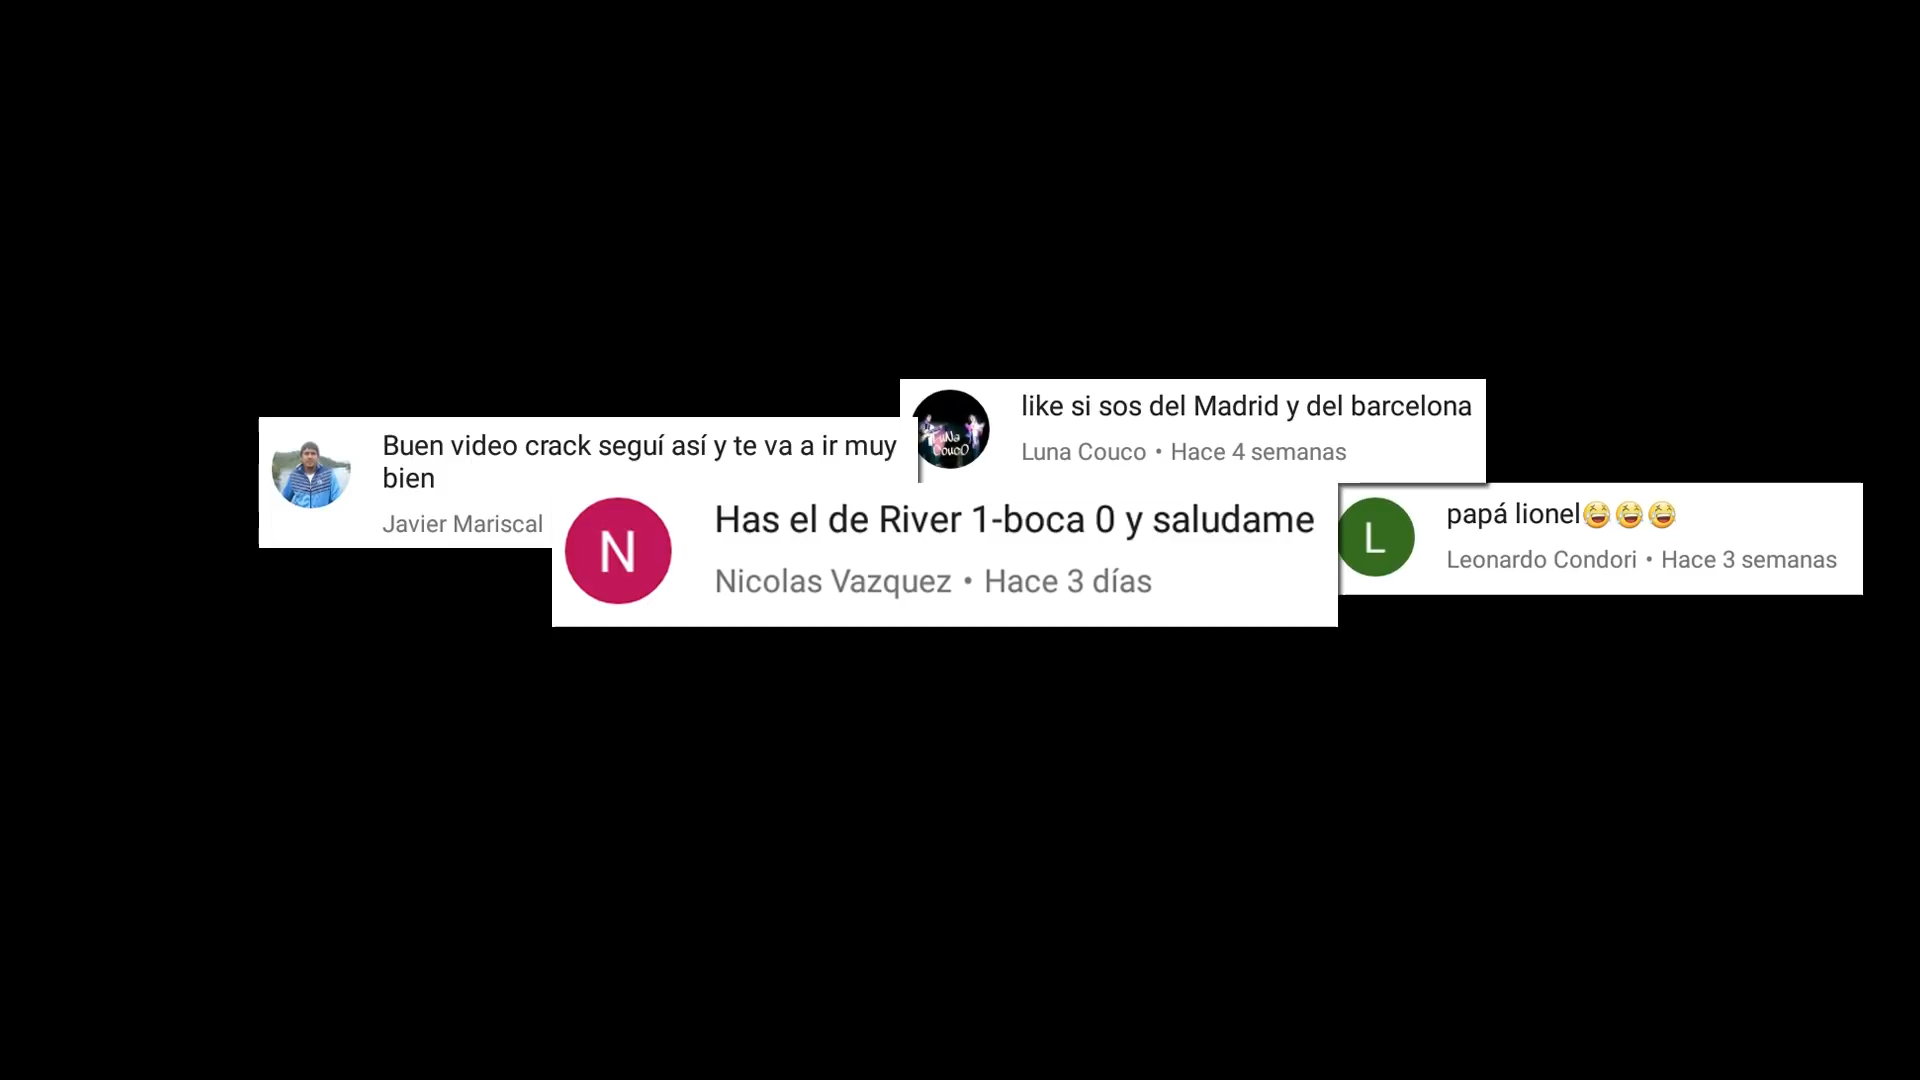 like si sos del Madrid y del barcelona
Luna Couco • Hace 4 semanas
LuNa
CoucO
Buen video crack seguí así y te va a ir muy
bien
Javier Mariscal
N
Has el de River 1-boca 0 y saludame
Nicolas Vazquez • Hace 3 días
L
papá lionel😂😂😂
Leonardo Condori • Hace 3 semanas